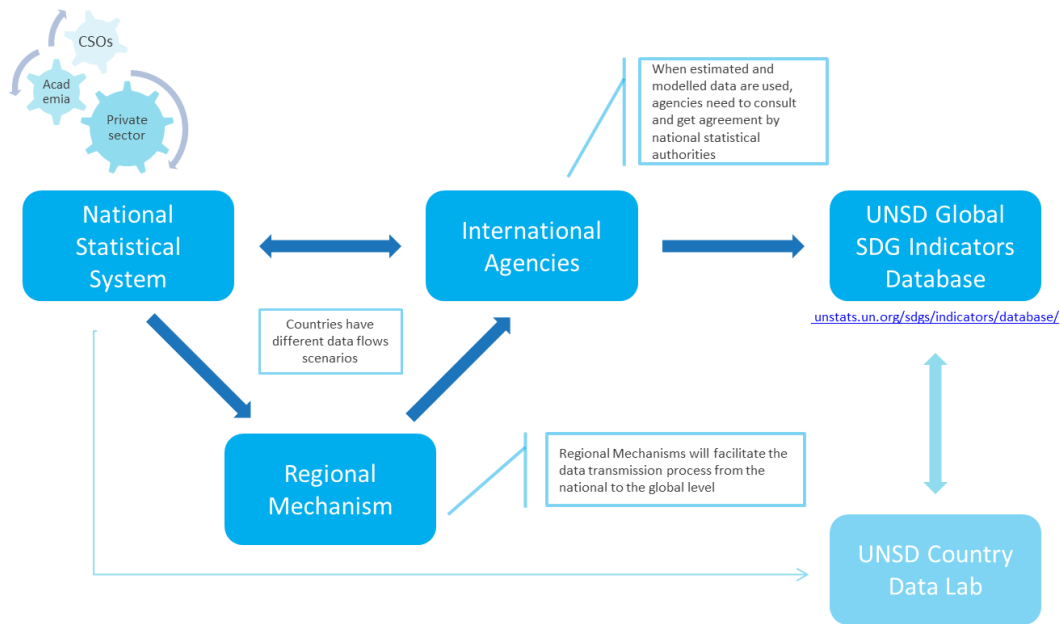 CSOs
Acad
emia
Private
sector
When estimated and
modelled data are used,
agencies need to consult
and get agreement by
national statistical
authorities
National
Statistical
System
International
Agencies
UNSD Global
SDG Indicators
Database
unstats.un.org/sdgs/indicators/database/
Countries have
different data flows
scenarios
Regional
Mechanism
Regional Mechanisms will facilitate the
data transmission process from the
national to the global level
UNSD Country
Data Lab